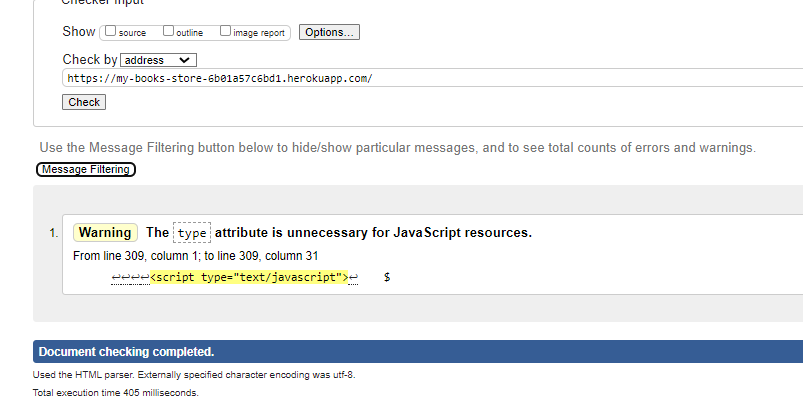 Checker Input
Show source outline image report Options...
Check by address
https://my-books-store-6b01a57c6bd1.herokuapp.com/
Check
Use the Message Filtering button below to hide/show particular messages, and to see total counts of errors and warnings.
Message Filtering
1. Warning The type attribute is unnecessary for JavaScript resources.
From line 309, column 1; to line 309, column 31
↩↩↩↩<script type="text/javascript">↩ $
Document checking completed.
Used the HTML parser. Externally specified character encoding was utf-8.
Total execution time 405 milliseconds.